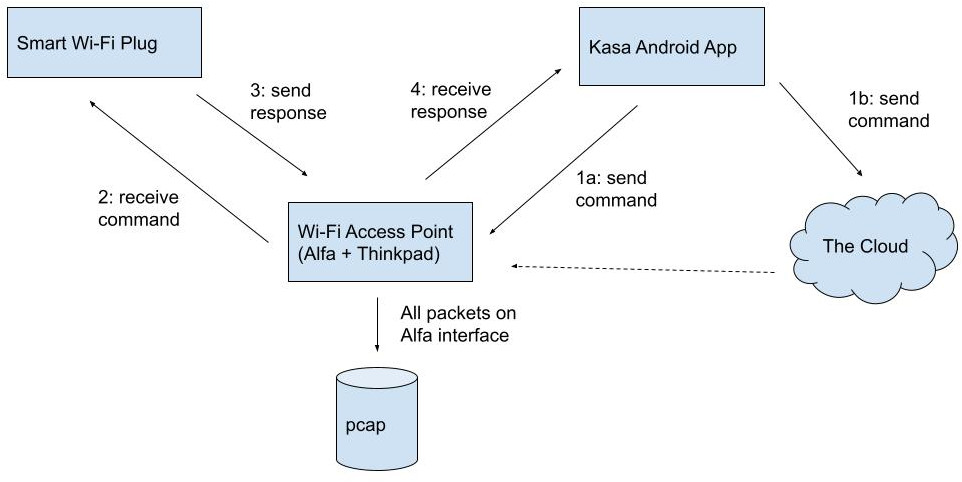 Smart Wi-Fi Plug
Kasa Android App
3: send
response
4: receive
response
1b: send
command
2: receive
command
1a: send
command
Wi-Fi Access Point
(Alfa + Thinkpad)
The Cloud
All packets on
Alfa interface
pcap